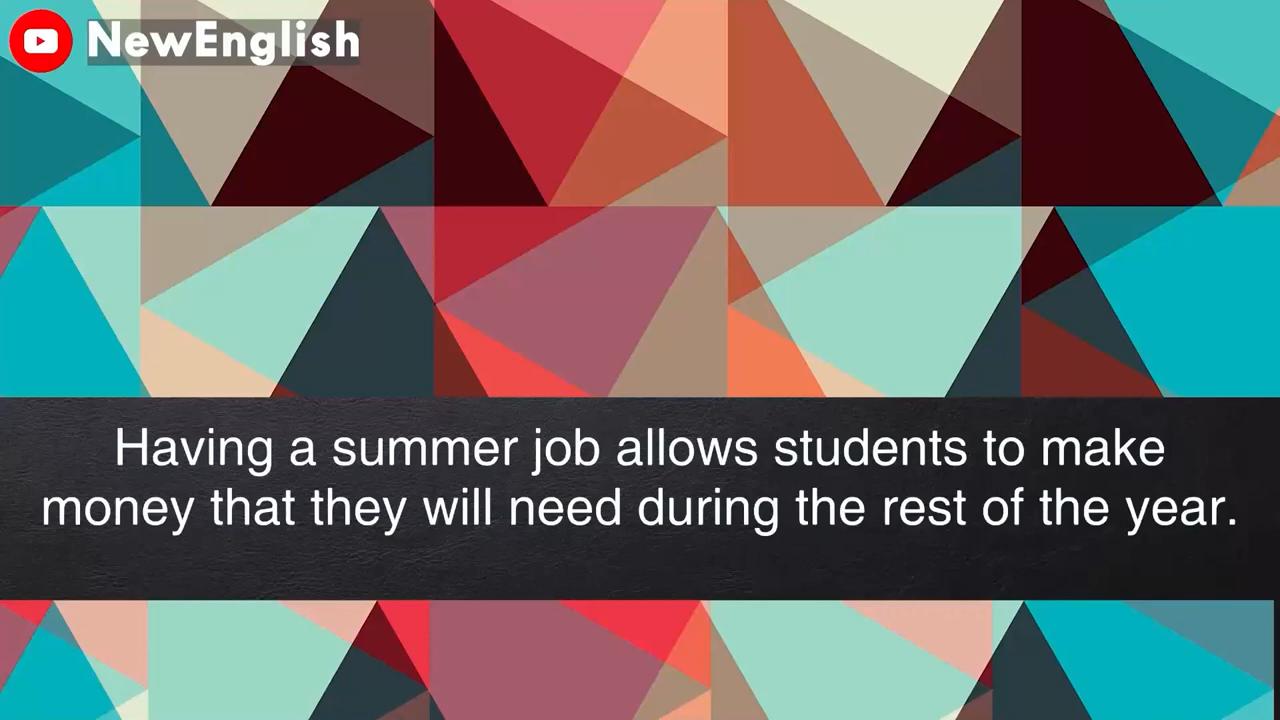 NewEnglish
Having a summer job allows students to make
money that they will need during the rest of the year.